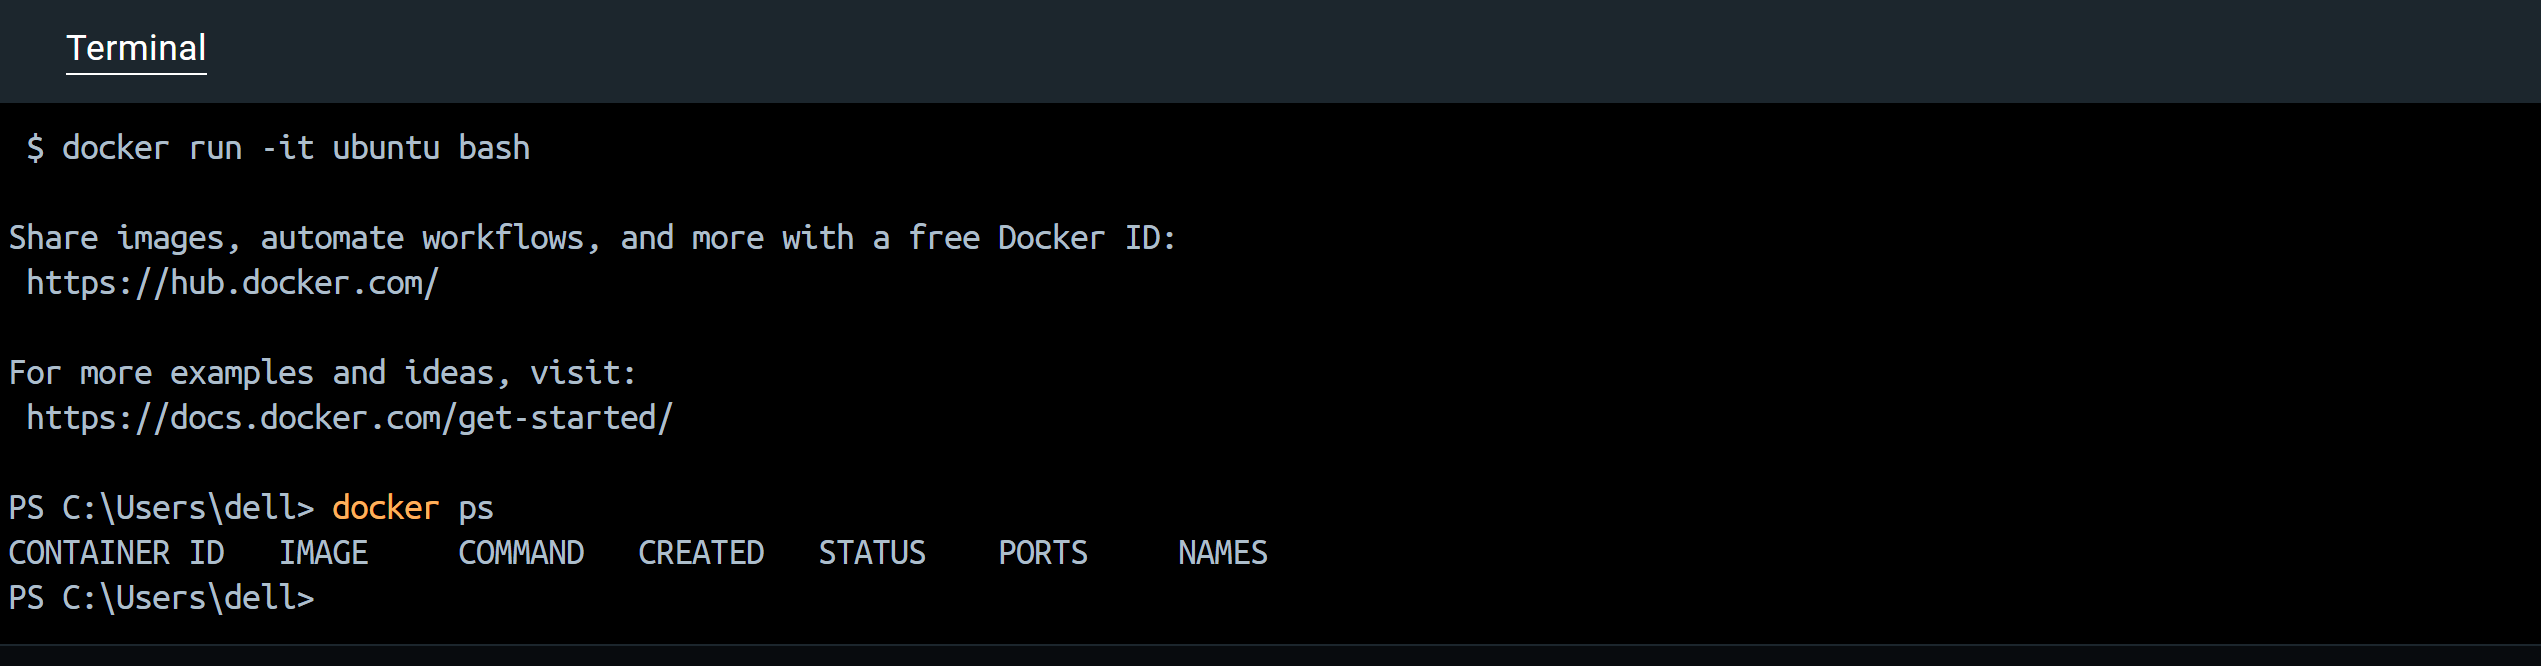 Terminal
$ docker run -it ubuntu bash
Share images, automate workflows, and more with a free Docker ID:
https://hub.docker.com/
For more examples and ideas, visit:
https://docs.docker.com/get-started/
PS C:\Users\dell> docker ps
CONTAINER ID   IMAGE     COMMAND   CREATED   STATUS    PORTS     NAMES
PS C:\Users\dell>